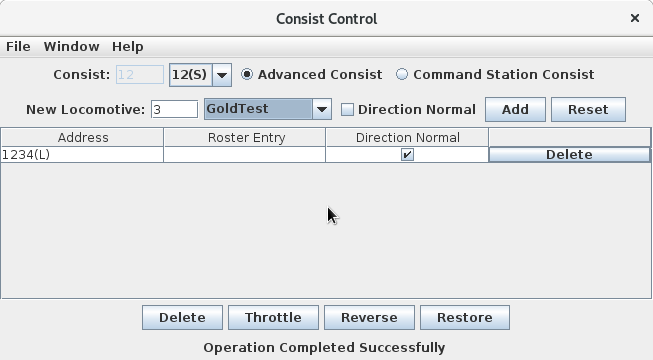 Consist Control
File Window Help
Consist: 12 12(S) Advanced Consist Command Station Consist
New Locomotive: 3 GoldTest Direction Normal Add Reset
Address Roster Entry Direction Normal
1234(L) Delete
Delete Throttle Reverse Restore
Operation Completed Successfully